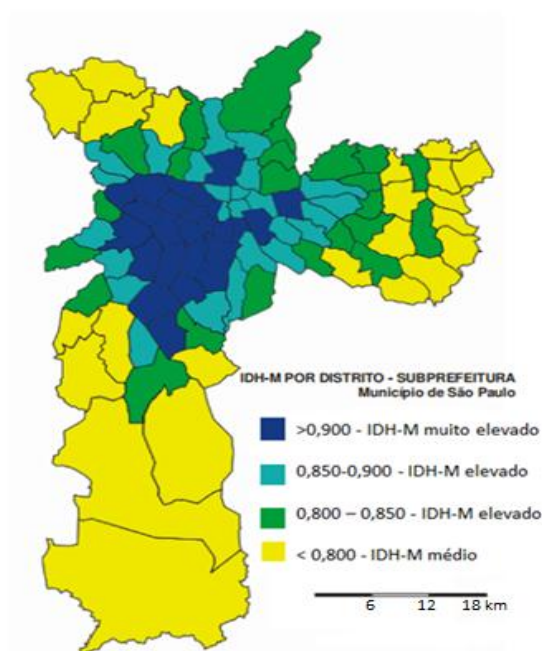 IDH-M POR DISTRITO - SUBPREFEITURA
Município de São Paulo
>0,900 - IDH-M muito elevado
0,850-0,900 - IDH-M elevado
0,800 – 0,850 - IDH-M elevado
< 0,800 - IDH-M médio
6 12 18 km